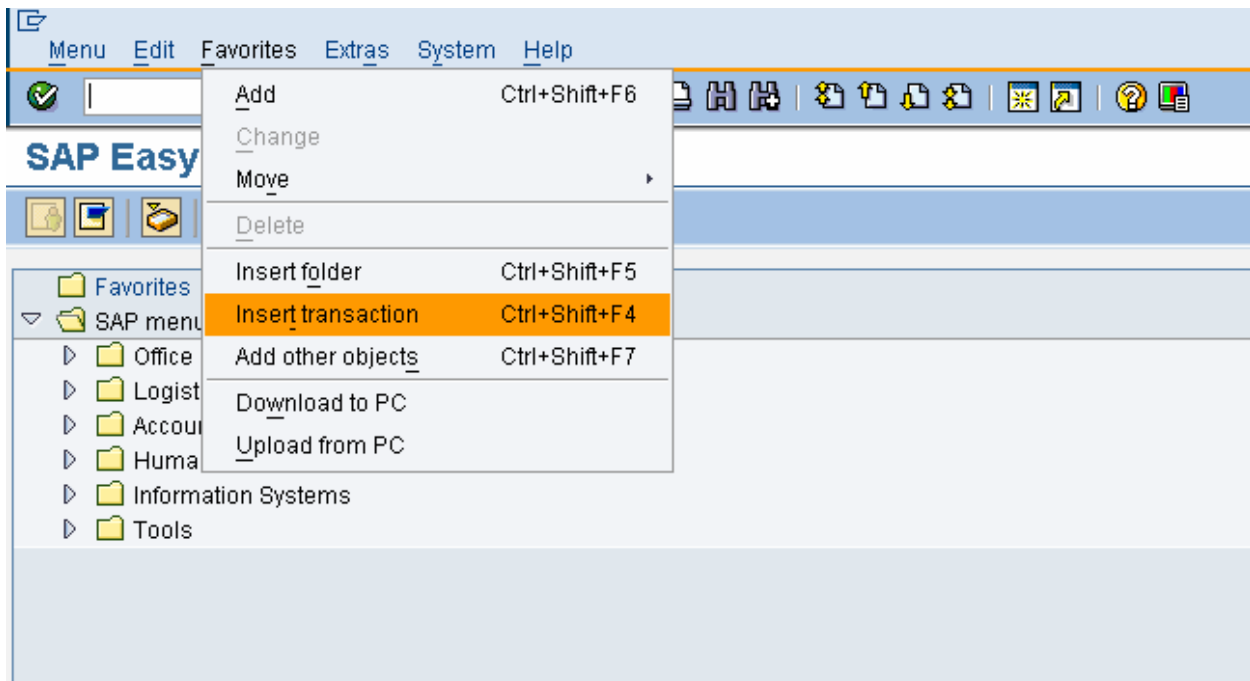 Menu Edit Favorites Extras System Help
Add Ctrl+Shift+F6
Change
SAP Easy
Move
Delete
Insert folder Ctrl+Shift+F5
Favorites
Insert transaction Ctrl+Shift+F4
SAP menu
Office
Add other objects Ctrl+Shift+F7
Logist
Download to PC
Accou
Upload from PC
Huma
Information Systems
Tools